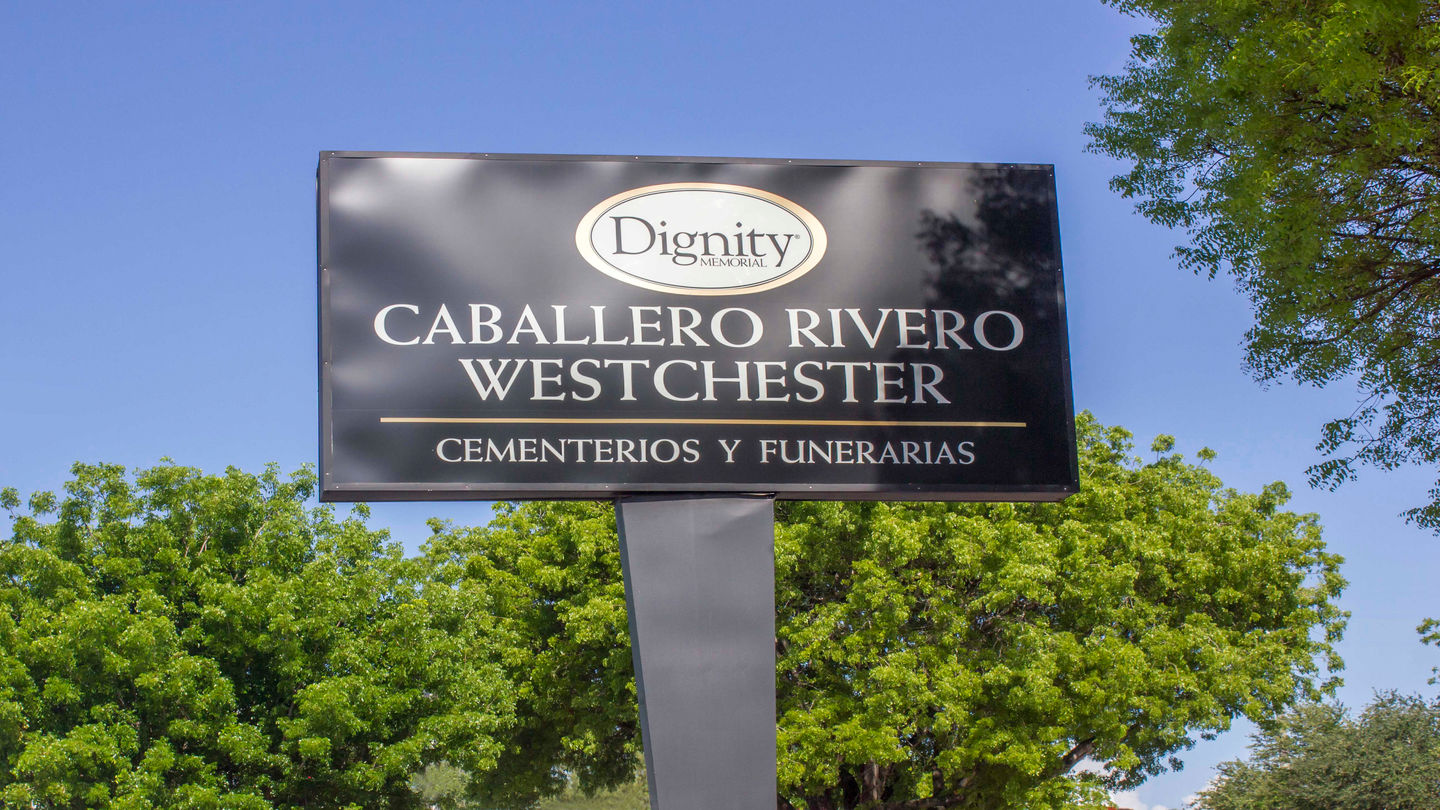 Dignity®
MEMORIAL
CABALLERO RIVERO
WESTCHESTER
CEMENTERIOS Y FUNERARIAS